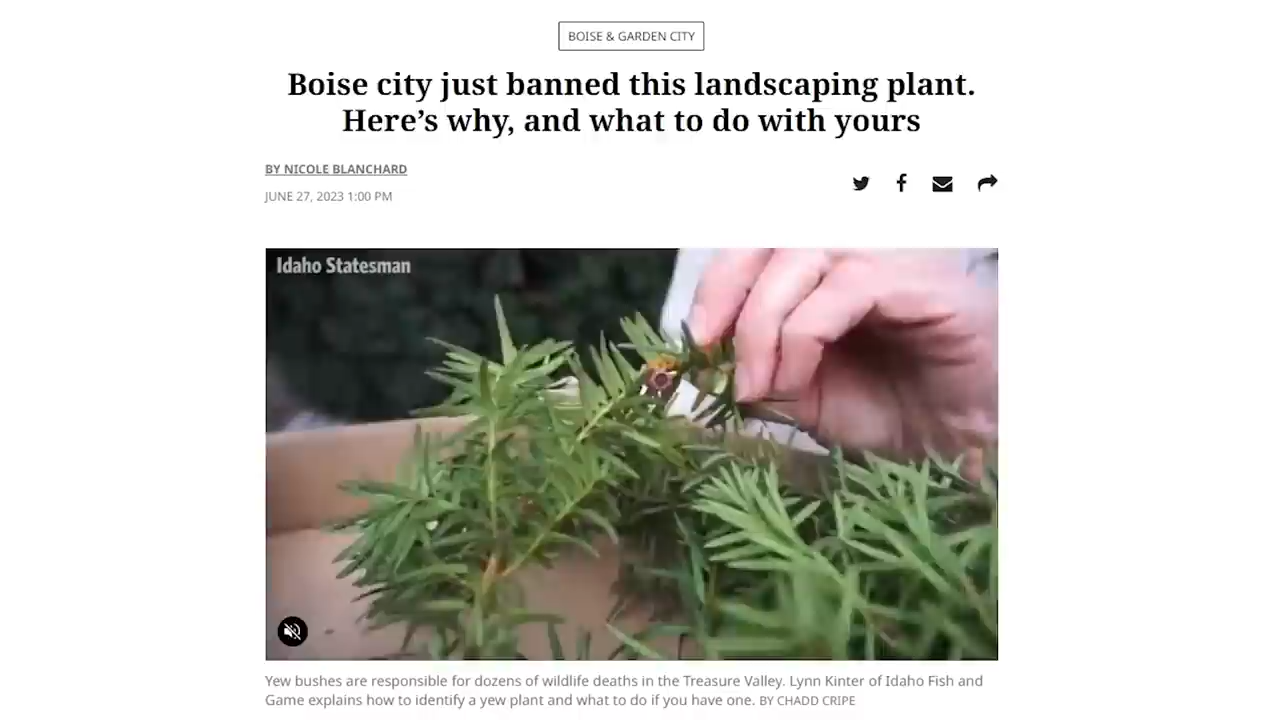 BOISE & GARDEN CITY
Boise city just banned this landscaping plant.
Here’s why, and what to do with yours
BY NICOLE BLANCHARD
JUNE 27, 2023 1:00 PM
Idaho Statesman
Yew bushes are responsible for dozens of wildlife deaths in the Treasure Valley. Lynn Kinter of Idaho Fish and
Game explains how to identify a yew plant and what to do if you have one. BY CHADD CRIPE